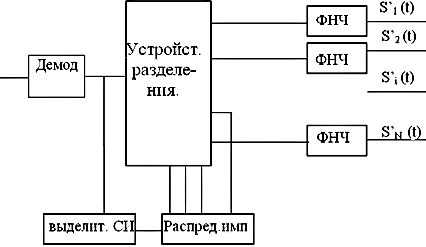 ФНЧ
S'1 (t)
Демод
Устройст.
разделе-
ния.
ФНЧ
S'2 (t)
S'i (t)
ФНЧ
S'N (t)
выделит. СИ
Распред.имп